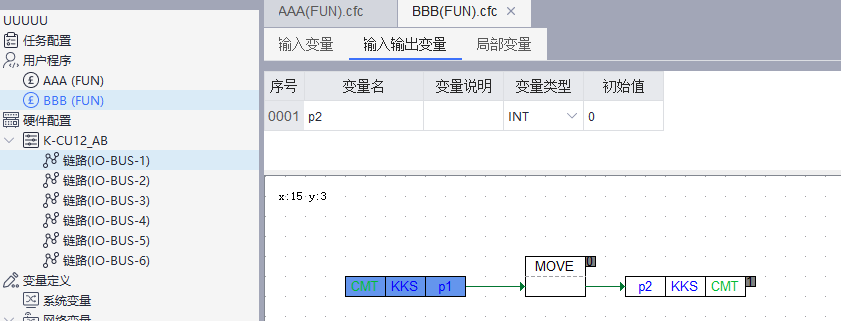 UUUUU
任务配置
用户程序
AAA (FUN)
BBB (FUN)
硬件配置
K-CU12_AB
链路(IO-BUS-1)
链路(IO-BUS-2)
链路(IO-BUS-3)
链路(IO-BUS-4)
链路(IO-BUS-5)
链路(IO-BUS-6)
变量定义
系统变量
网络变量
AAA(FUN).cfc BBB(FUN).cfc ×
输入变量 输入输出变量 局部变量
序号 变量名 变量说明 变量类型 初始值
0001 p2 INT 0
x:15 y:3
MOVE 0
CMT KKS p1 p2 KKS CMT 1